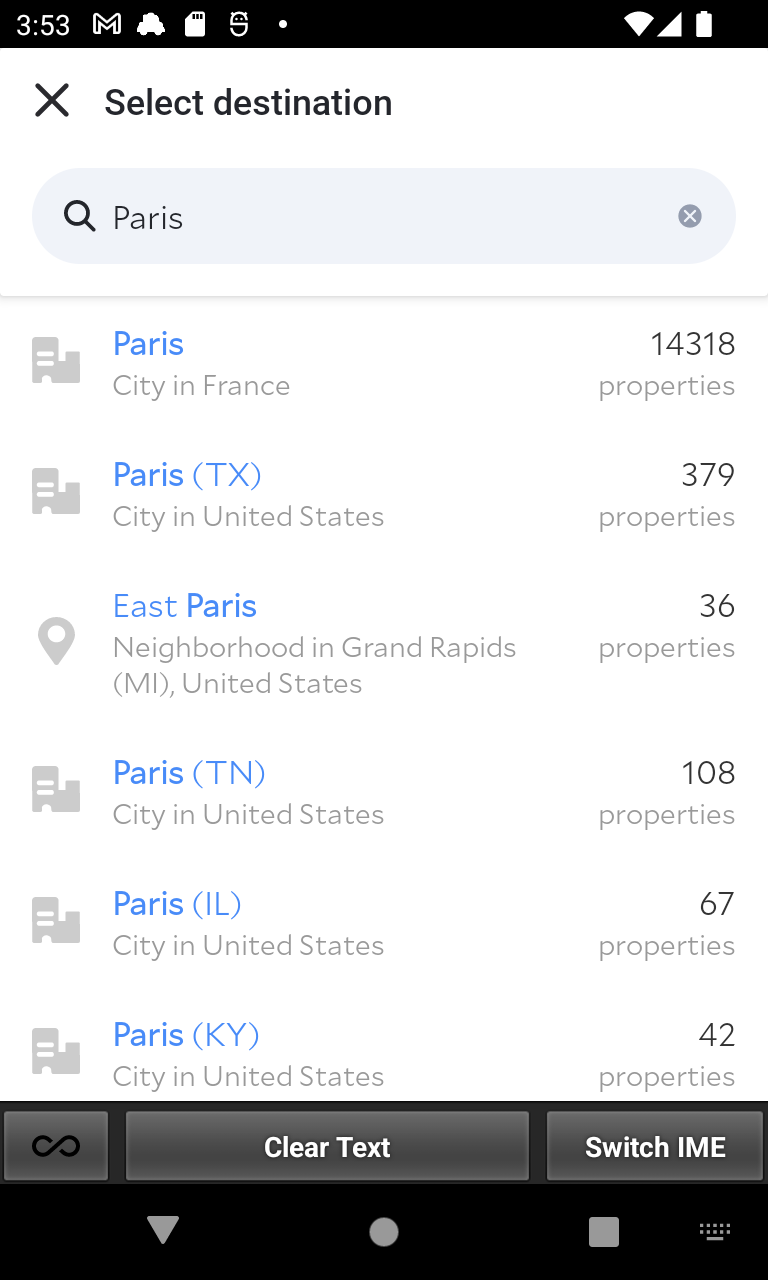 3:53
Select destination
Paris
Paris
14318
City in France
properties
Paris (TX)
379
City in United States
properties
East Paris
36
Neighborhood in Grand Rapids
properties
(MI), United States
Paris (TN)
108
City in United States
properties
Paris (IL)
67
City in United States
properties
Paris (KY)
42
City in United States
properties
Clear Text
Switch IME